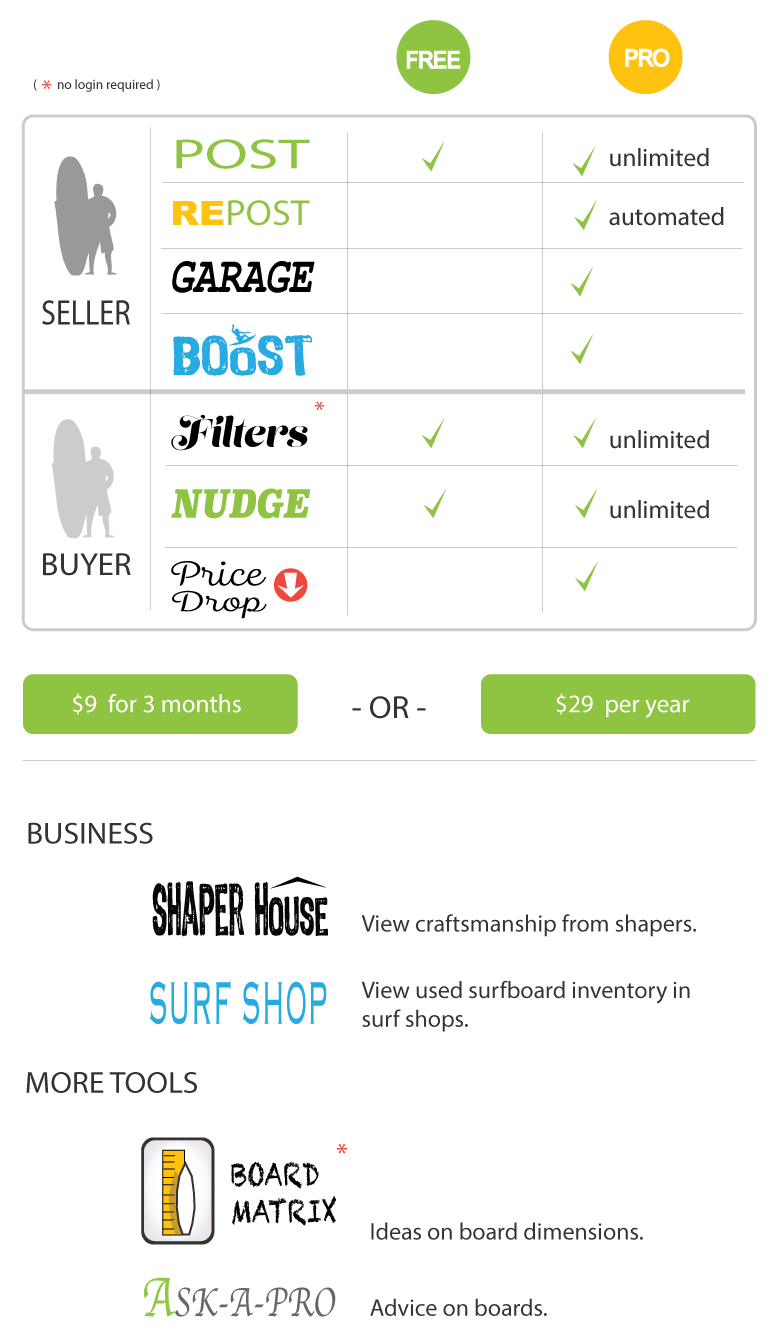 FREE
PRO
( * no login required )
POST
unlimited
REPOST
automated
GARAGE
SELLER
BOOST
Filters *
unlimited
NUDGE
unlimited
BUYER
Price
Drop
$9 for 3 months
- OR -
$29 per year
BUSINESS
SHAPER HOUSE
View craftsmanship from shapers.
SURF SHOP
View used surfboard inventory in
surf shops.
MORE TOOLS
BOARD *
MATRIX
Ideas on board dimensions.
ASK-A-PRO
Advice on boards.